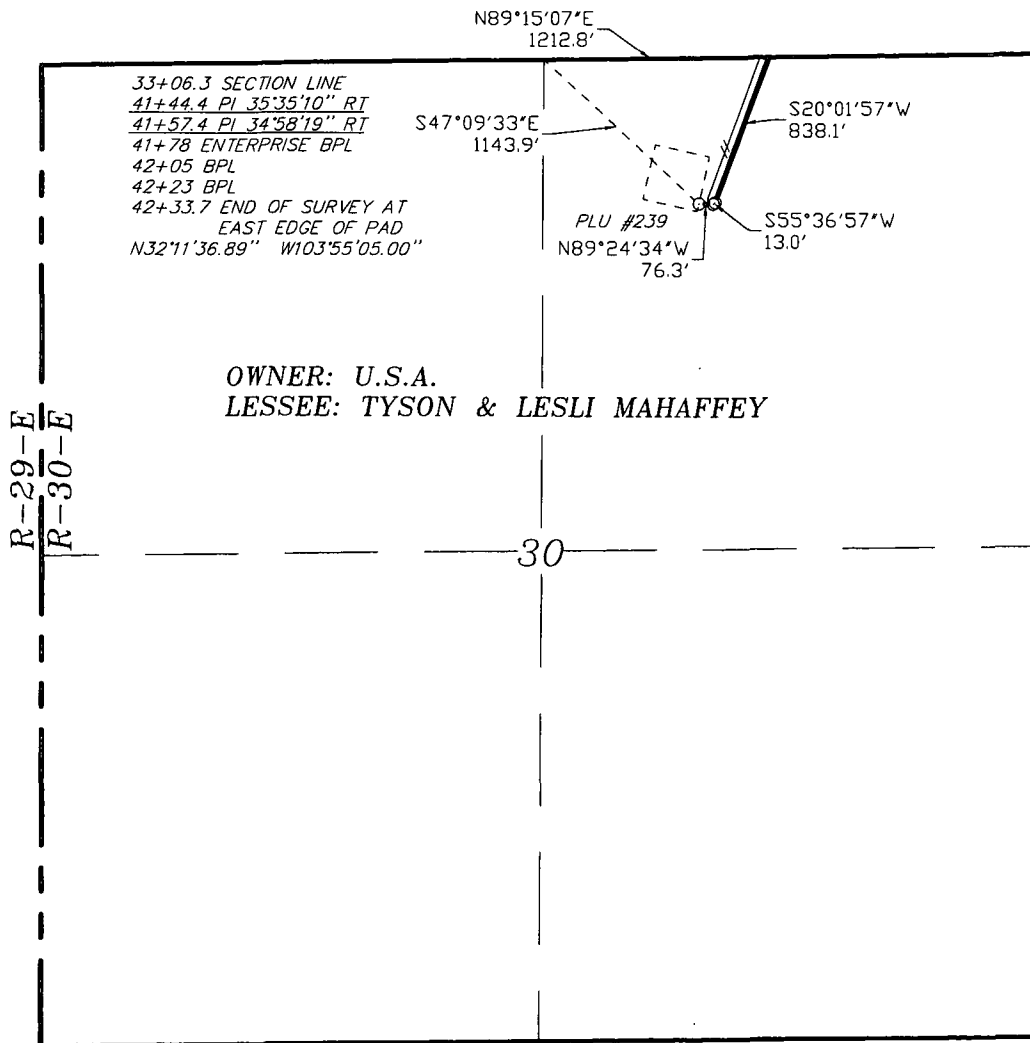 N89°15'07"E
1212.8'
33+06.3 SECTION LINE
41+44.4 PI 35°35'10" RT
41+57.4 PI 34°58'19" RT
41+78 ENTERPRISE BPL
42+05 BPL
42+23 BPL
42+33.7 END OF SURVEY AT
EAST EDGE OF PAD
N32°11'36.89" W103°55'05.00"
S47°09'33"E
1143.9'
S20°01'57"W
838.1'
PLU #239
N89°24'34"W
76.3'
S55°36'57"W
13.0'
OWNER: U.S.A.
LESSEE: TYSON & LESLI MAHAFFEY
R-29-E
R-30-E
30